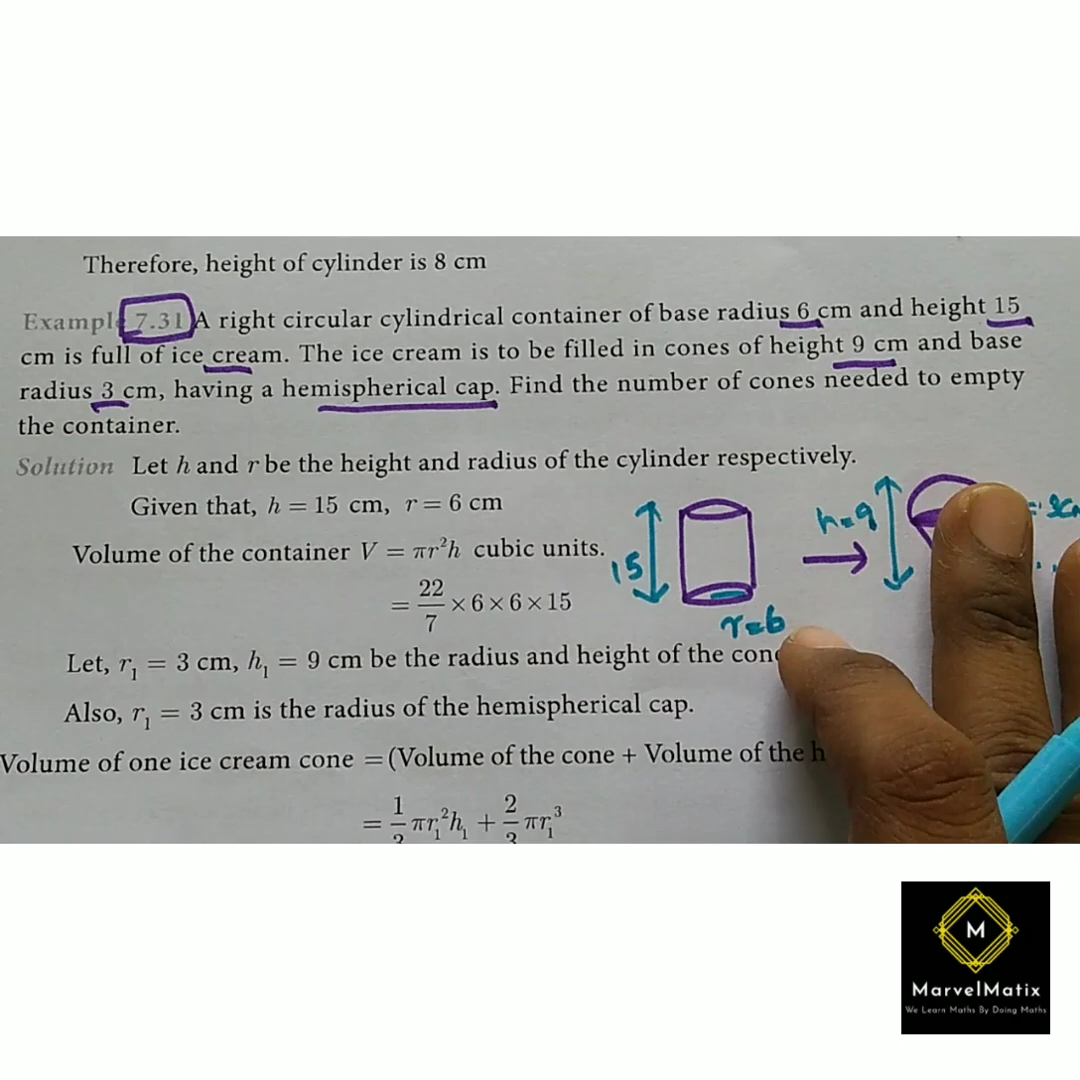 Therefore, height of cylinder is 8 cm
Example 7.31 A right circular cylindrical container of base radius 6 cm and height 15
cm is full of ice cream. The ice cream is to be filled in cones of height 9 cm and base
radius 3 cm, having a hemispherical cap. Find the number of cones needed to empty
the container.
Solution Let h and r be the height and radius of the cylinder respectively.
Given that, h = 15 cm, r = 6 cm
Volume of the container V = πr²h cubic units.
= 22/7 × 6 × 6 × 15
15
r=6
h=9
Let, r₁ = 3 cm, h₁ = 9 cm be the radius and height of the
Also, r₁ = 3 cm is the radius of the hemispherical cap.
Volume of one ice cream cone = (Volume of the cone + Volume of the
= 1/3 πr₁²h₁ + 2/3 πr₁³
M
MarvelMatix
We Learn Maths By Doing Maths